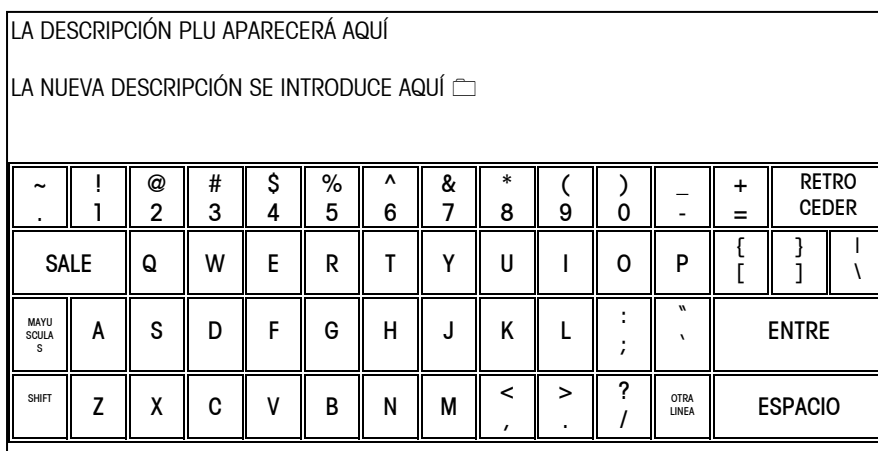 LA DESCRIPCIÓN PLU APARECERÁ AQUÍ
LA NUEVA DESCRIPCIÓN SE INTRODUCE AQUÍ
~ ! @ # $ % ^ & * ( ) _ + RETRO
. 1 2 3 4 5 6 7 8 9 0 - = CEDER
SALE Q W E R T Y U I O P { [ } ] | \
MAYU
SCULA
S
A S D F G H J K L : ; " ` ENTRE
SHIFT Z X C V B N M < , > . ? / OTRA
LINEA
ESPACIO